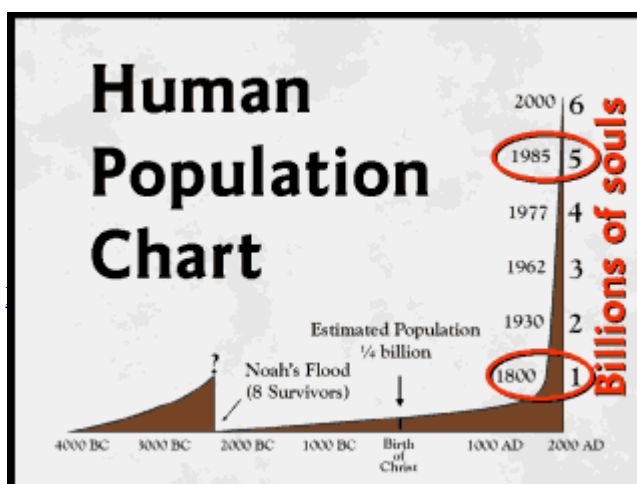 Human
Population
Chart
2000 6
1985 5
1977 4
1962 3
1930 2
1800 1
Billions of souls
Estimated Population
¼ billion
?
Noah's Flood
(8 Survivors)
4000 BC 3000 BC 2000 BC 1000 BC Birth of Christ 1000 AD 2000 AD